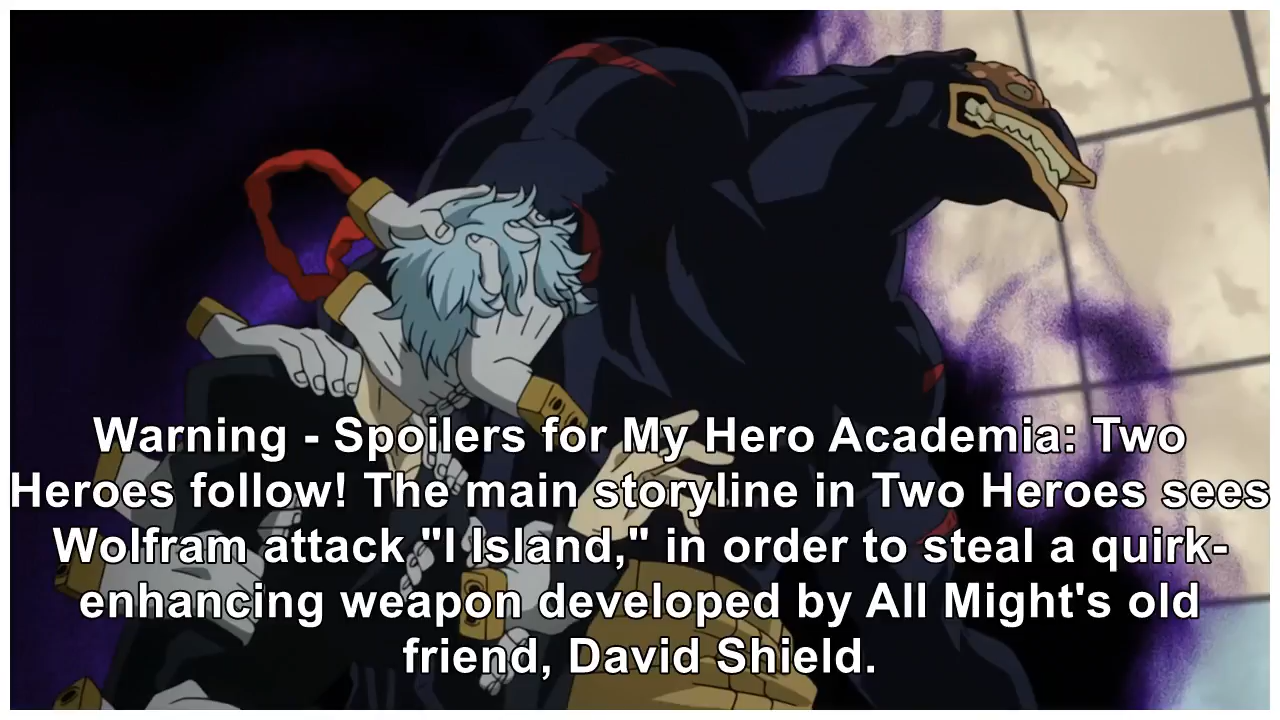 Warning - Spoilers for My Hero Academia: Two
Heroes follow! The main storyline in Two Heroes sees
Wolfram attack "I Island," in order to steal a quirk-
enhancing weapon developed by All Might's old
friend, David Shield.